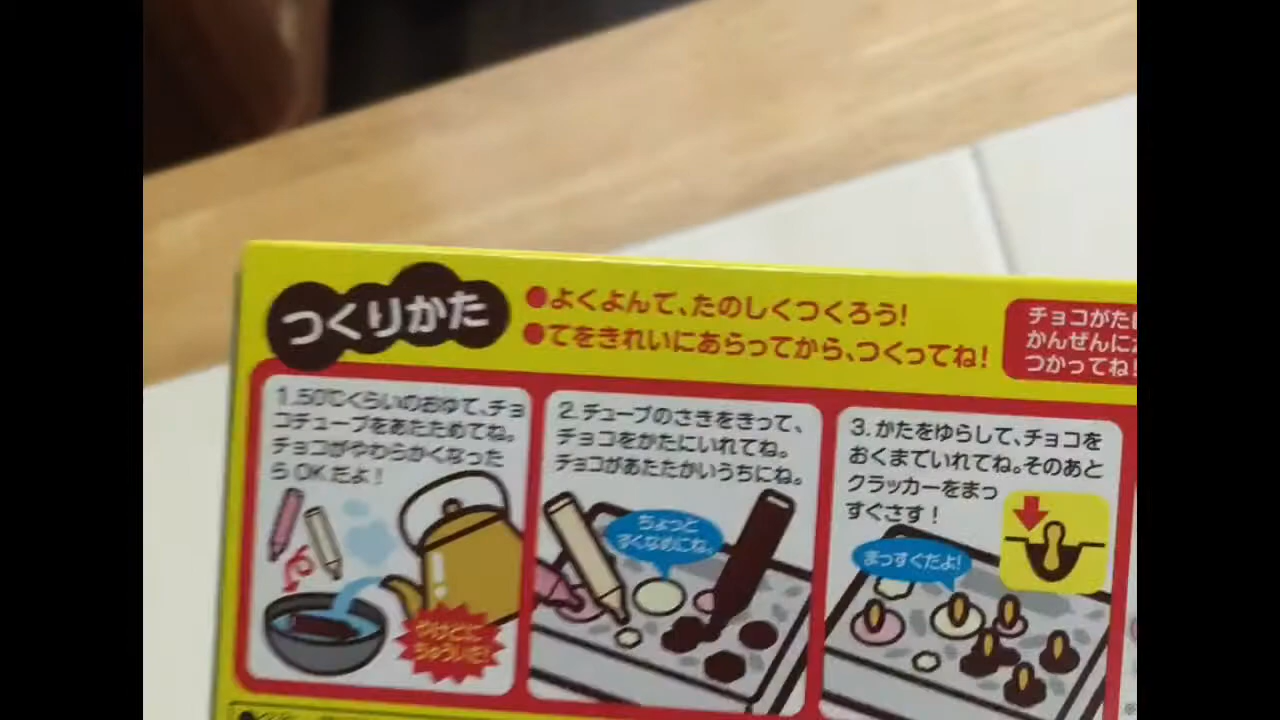 つくりかた
●よくよんで、たのしくつくろう!
●てをきれいにあらってから、つくってね!
チョコがた
かんぜんに
つかってね!
1.50℃くらいのおゆで、チョ
コチューブをあたためてね。
チョコがやわらかくなった
らOKだよ!
やけどに
ちゅういだ!
2.チューブのさきをきって、
チョコをかたにいれてね。
チョコがあたたかいうちにね。
ちょっと
すくなめにね。
3.かたをゆらして、チョコを
おくまでいれてね。そのあと
クラッカーをまっ
すぐさす!
まっすぐだよ!